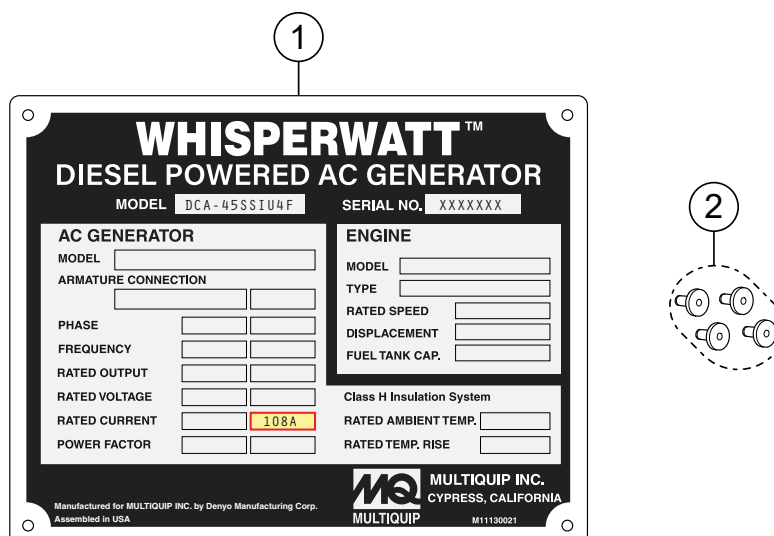 1
WHISPERWATT™
DIESEL POWERED AC GENERATOR
MODEL DCA-45SSIU4F SERIAL NO. XXXXXXX
2
AC GENERATOR
MODEL
ARMATURE CONNECTION
PHASE
FREQUENCY
RATED OUTPUT
RATED VOLTAGE
RATED CURRENT 108A
POWER FACTOR
ENGINE
MODEL
TYPE
RATED SPEED
DISPLACEMENT
FUEL TANK CAP.
Class H Insulation System
RATED AMBIENT TEMP.
RATED TEMP. RISE
Manufactured for MULTIQUIP INC. by Denyo Manufacturing Corp.
Assembled in USA
MQ
MULTIQUIP
MULTIQUIP INC.
CYPRESS, CALIFORNIA
M11130021